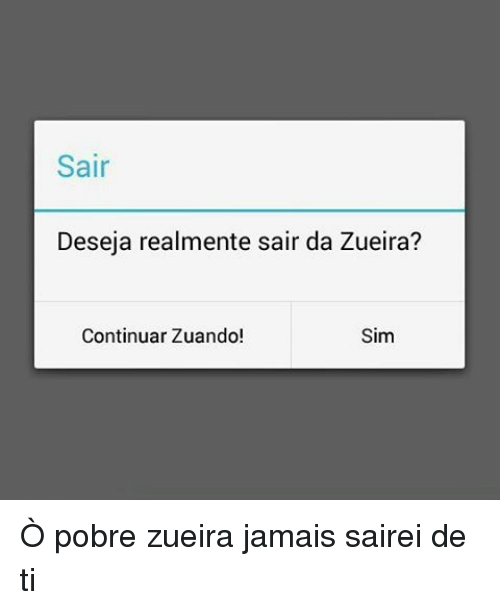 Sair
Deseja realmente sair da Zueira?
Continuar Zuando! Sim
Ò pobre zueira jamais sairei de
ti